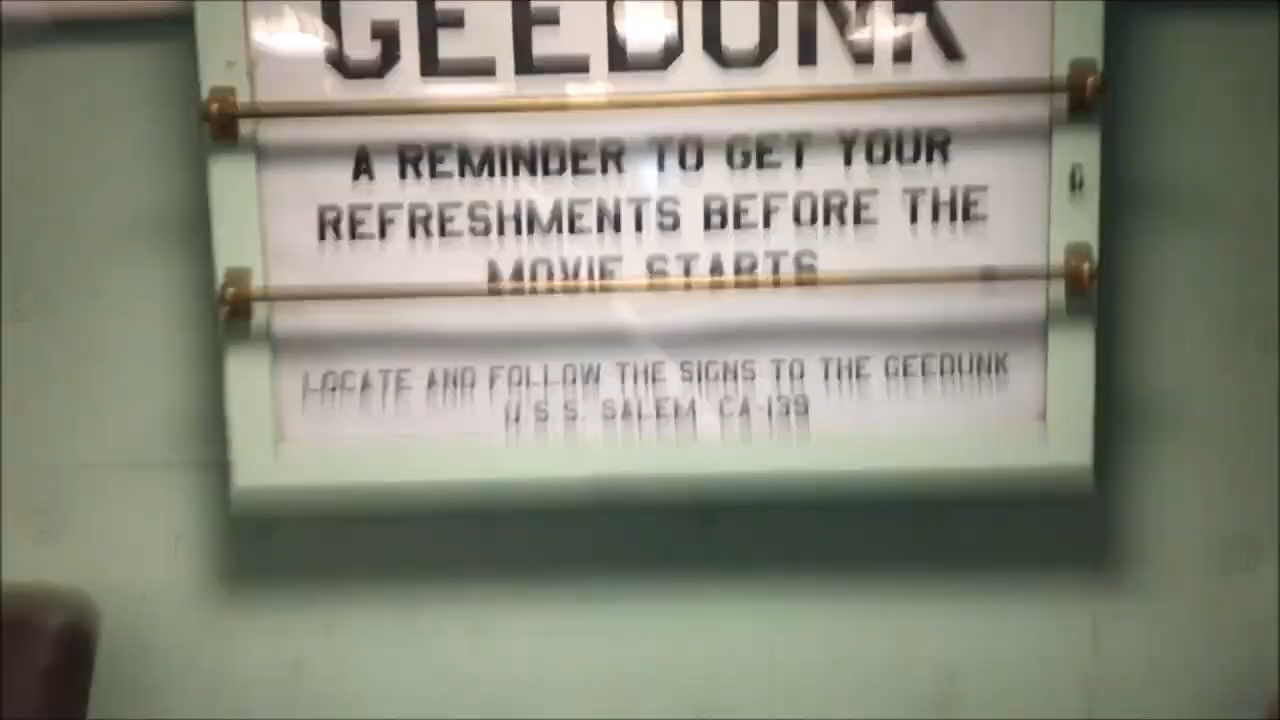 GEEDUNK
A REMINDER TO GET YOUR
REFRESHMENTS BEFORE THE
MOVIE STARTS
LOCATE AND FOLLOW THE SIGNS TO THE GEEDUNK
U.S.S. SALEM CA-139